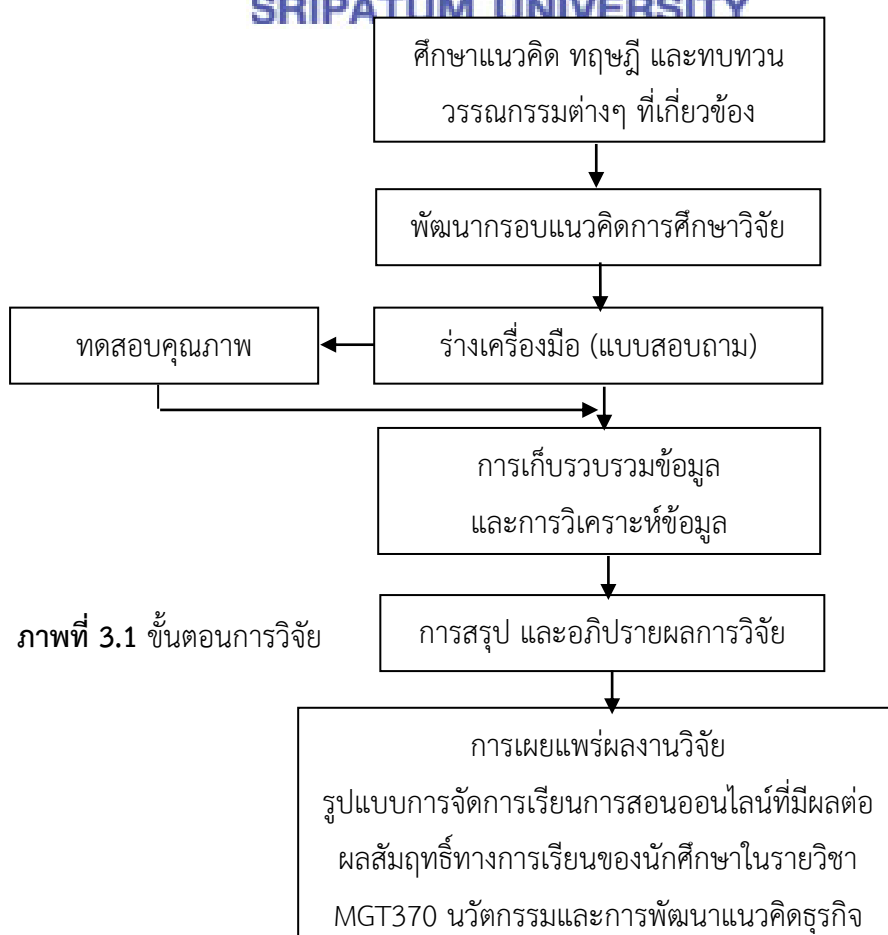 SRIPATUM UNIVERSITY
ศึกษาแนวคิด ทฤษฎี และทบทวน
วรรณกรรมต่างๆ ที่เกี่ยวข้อง
พัฒนากรอบแนวคิดการศึกษาวิจัย
ทดสอบคุณภาพ
ร่างเครื่องมือ (แบบสอบถาม)
การเก็บรวบรวมข้อมูล
และการวิเคราะห์ข้อมูล
ภาพที่ 3.1 ขั้นตอนการวิจัย
การสรุป และอภิปรายผลการวิจัย
การเผยแพร่ผลงานวิจัย
รูปแบบการจัดการเรียนการสอนออนไลน์ที่มีผลต่อ
ผลสัมฤทธิ์ทางการเรียนของนักศึกษาในรายวิชา
MGT370 นวัตกรรมและการพัฒนาแนวคิดธุรกิจ